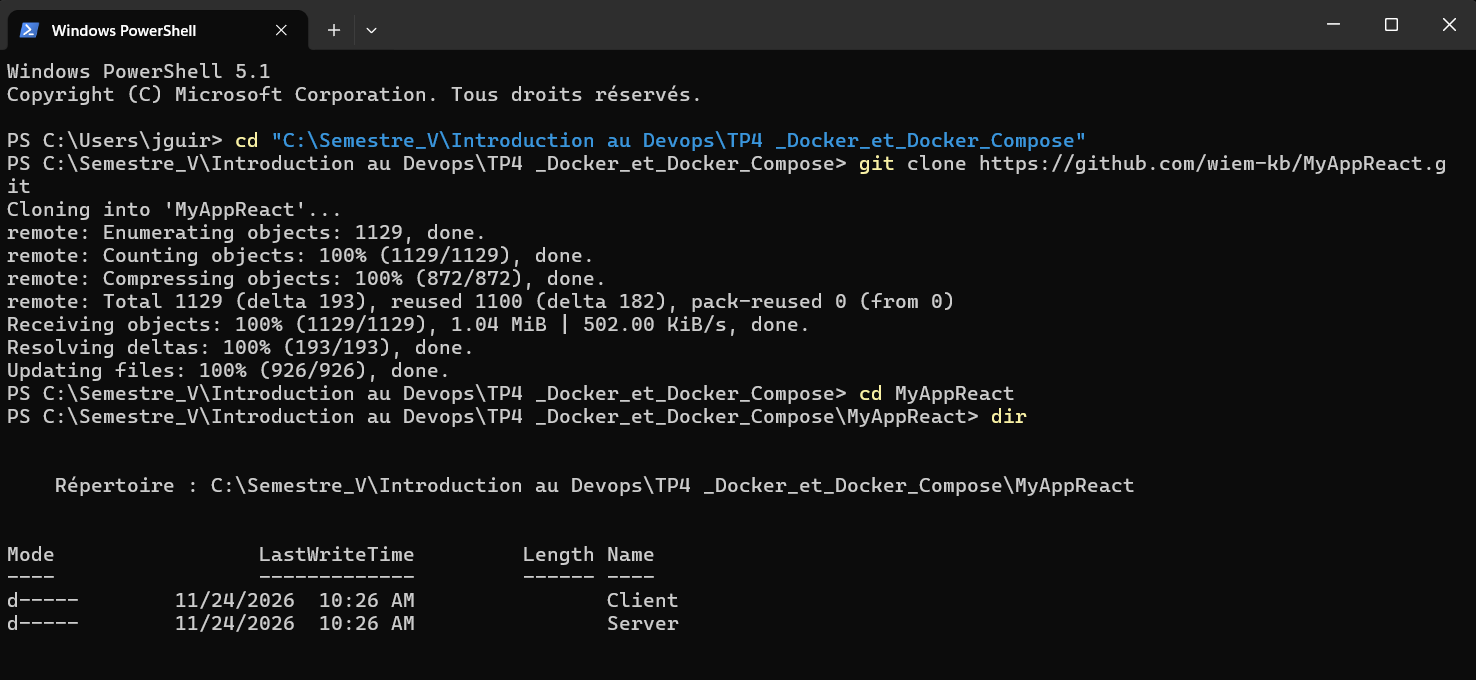 Windows PowerShell
Windows PowerShell 5.1
Copyright (C) Microsoft Corporation. Tous droits réservés.
PS C:\Users\jguir> cd "C:\Semestre_V\Introduction au Devops\TP4 _Docker_et_Docker_Compose"
PS C:\Semestre_V\Introduction au Devops\TP4 _Docker_et_Docker_Compose> git clone https://github.com/wiem-kb/MyAppReact.g
it
Cloning into 'MyAppReact'...
remote: Enumerating objects: 1129, done.
remote: Counting objects: 100% (1129/1129), done.
remote: Compressing objects: 100% (872/872), done.
remote: Total 1129 (delta 193), reused 1100 (delta 182), pack-reused 0 (from 0)
Receiving objects: 100% (1129/1129), 1.04 MiB | 502.00 KiB/s, done.
Resolving deltas: 100% (193/193), done.
Updating files: 100% (926/926), done.
PS C:\Semestre_V\Introduction au Devops\TP4 _Docker_et_Docker_Compose> cd MyAppReact
PS C:\Semestre_V\Introduction au Devops\TP4 _Docker_et_Docker_Compose\MyAppReact> dir
    Répertoire : C:\Semestre_V\Introduction au Devops\TP4 _Docker_et_Docker_Compose\MyAppReact
Mode                 LastWriteTime         Length Name
----                 -------------         ------ ----
d-----        11/24/2026  10:26 AM                Client
d-----        11/24/2026  10:26 AM                Server